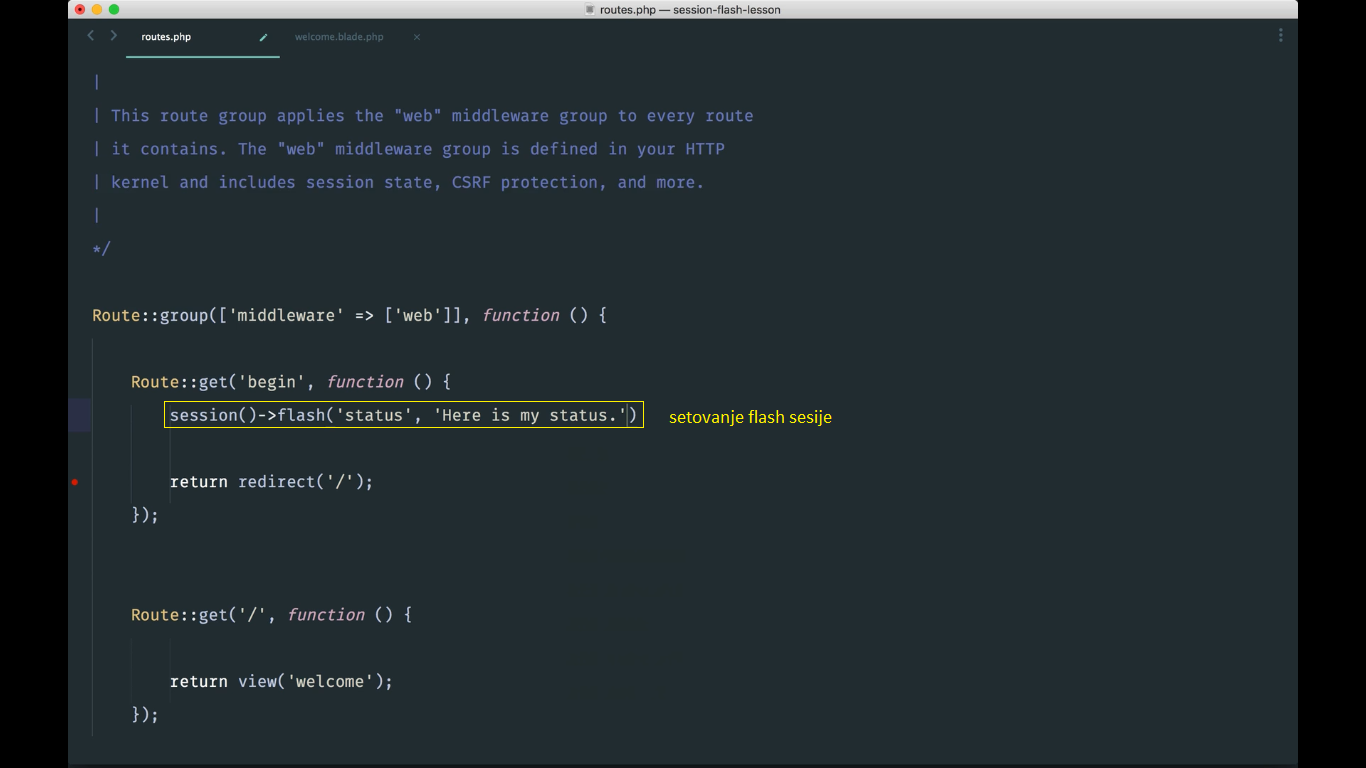 routes.php — session-flash-lesson
routes.php welcome.blade.php
|
| This route group applies the "web" middleware group to every route
| it contains. The "web" middleware group is defined in your HTTP
| kernel and includes session state, CSRF protection, and more.
|
*/
Route::group(['middleware' => ['web']], function () {
Route::get('begin', function () {
session()->flash('status', 'Here is my status.') setovanje flash sesije
return redirect('/');
});
Route::get('/', function () {
return view('welcome');
});